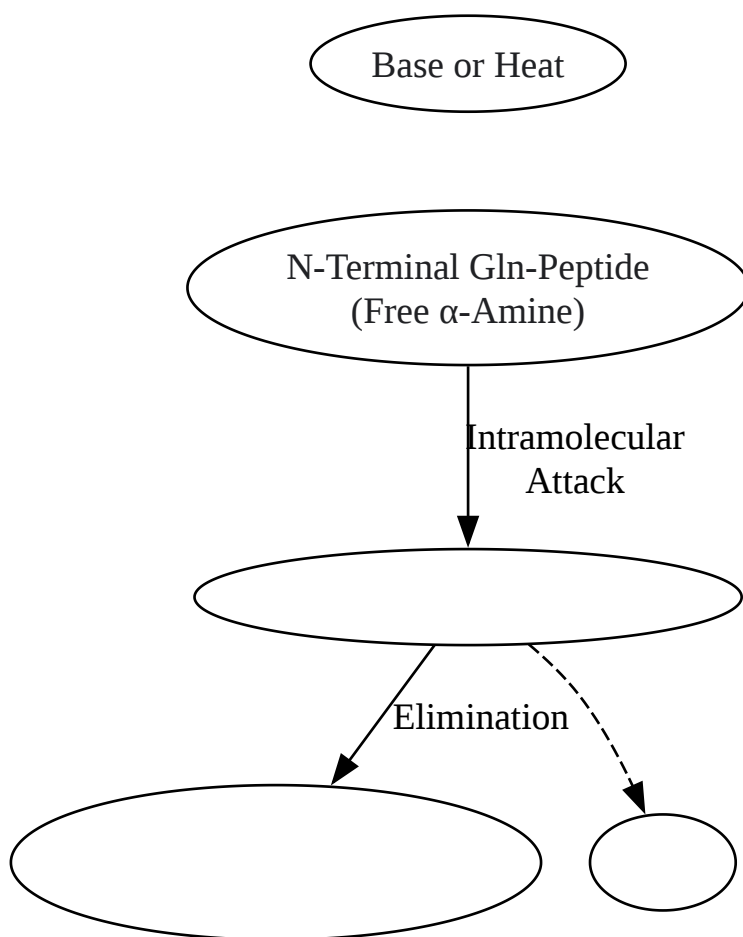 Base or Heat
N-Terminal Gln-Peptide
(Free α-Amine)
Intramolecular
Attack
Elimination